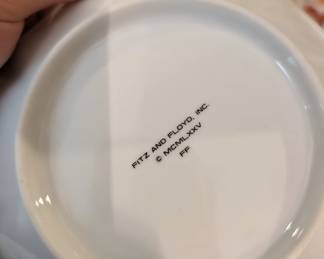 FITZ AND FLOYD, INC.
© MCMLXXV
FF